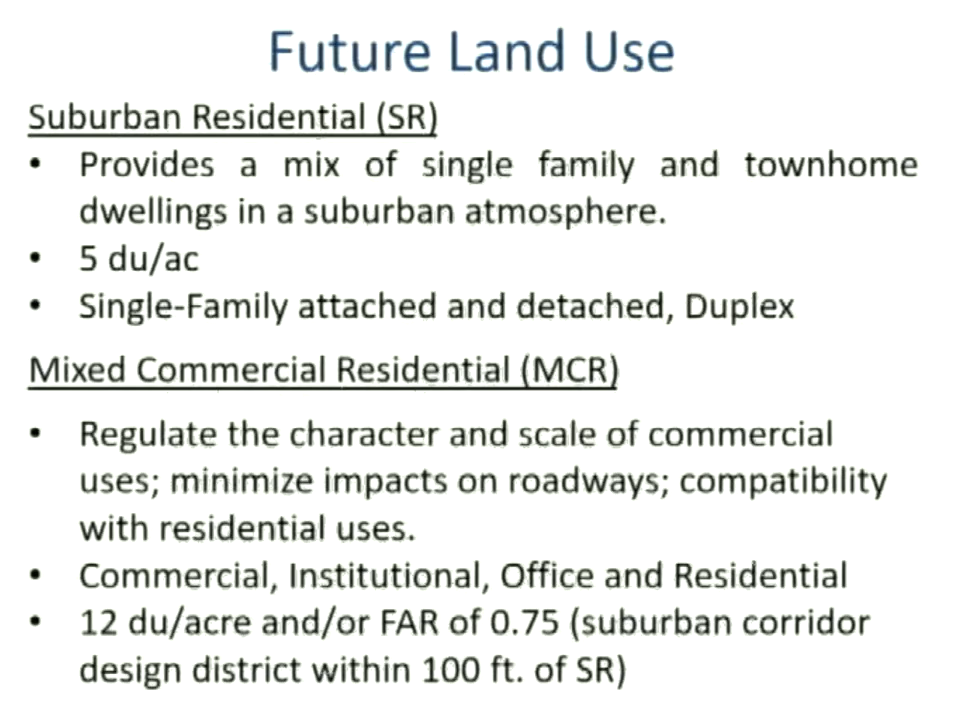 Future Land Use
Suburban Residential (SR)
• Provides a mix of single family and townhome
dwellings in a suburban atmosphere.
• 5 du/ac
• Single-Family attached and detached, Duplex
Mixed Commercial Residential (MCR)
• Regulate the character and scale of commercial
uses; minimize impacts on roadways; compatibility
with residential uses.
• Commercial, Institutional, Office and Residential
• 12 du/acre and/or FAR of 0.75 (suburban corridor
design district within 100 ft. of SR)